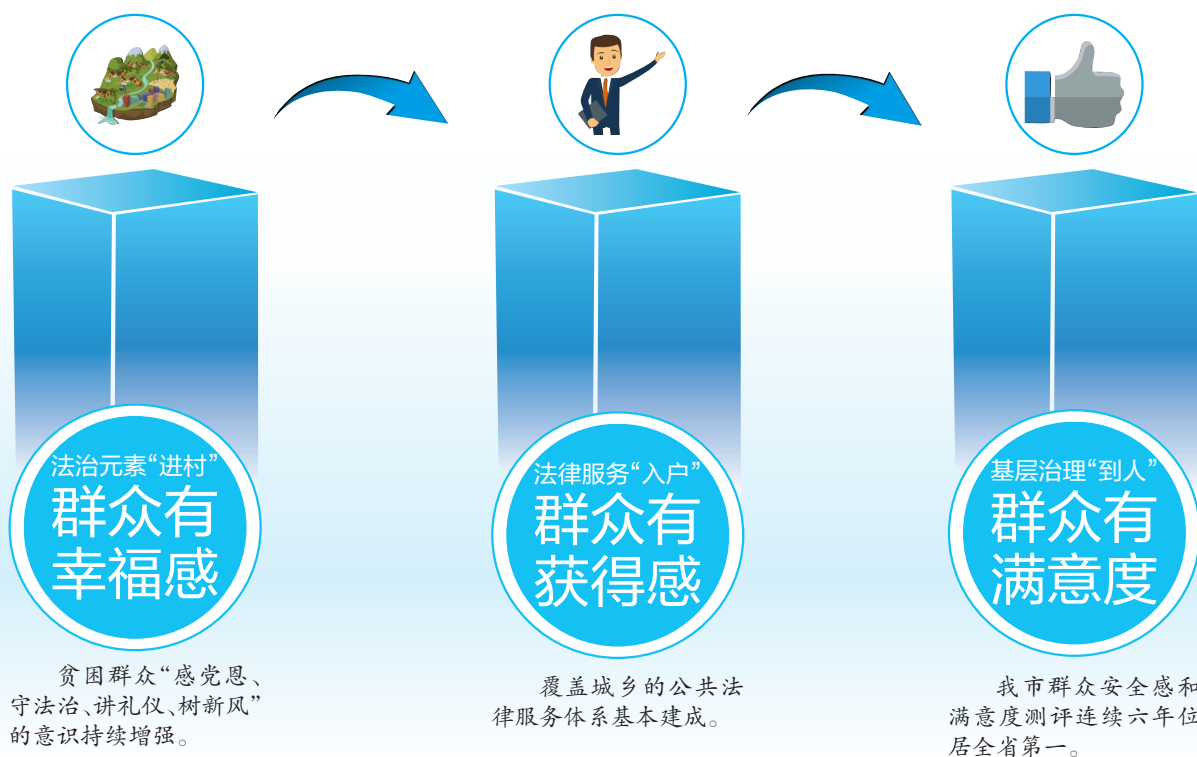 法治元素“进村”
群众有
幸福感
贫困群众“感党恩、
守法治、讲礼仪、树新风”
的意识持续增强。
法律服务“入户”
群众有
获得感
覆盖城乡的公共法
律服务体系基本建成。
基层治理“到人”
群众有
满意度
我市群众安全感和
满意度测评连续六年位
居全省第一。